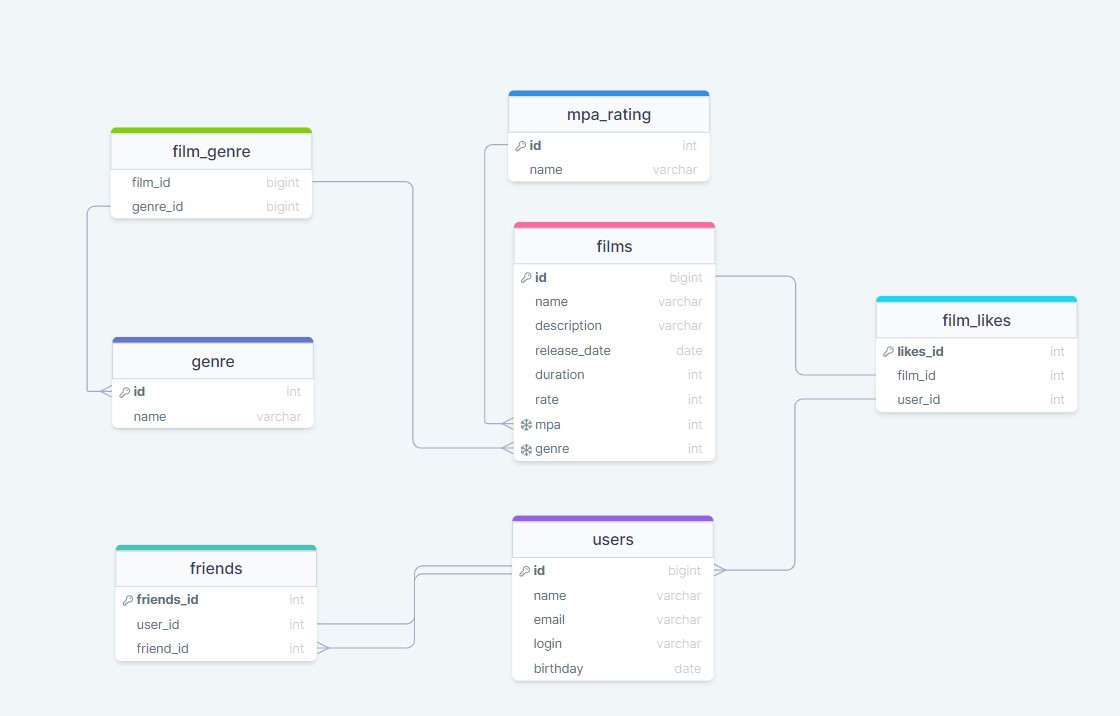 mpa_rating
id int
name varchar
film_genre
film_id bigint
genre_id bigint
films
id bigint
name varchar
description varchar
release_date date
duration int
rate int
mpa int
genre int
film_likes
likes_id int
film_id int
user_id int
genre
id int
name varchar
users
id bigint
name varchar
email varchar
login varchar
birthday date
friends
friends_id int
user_id int
friend_id int